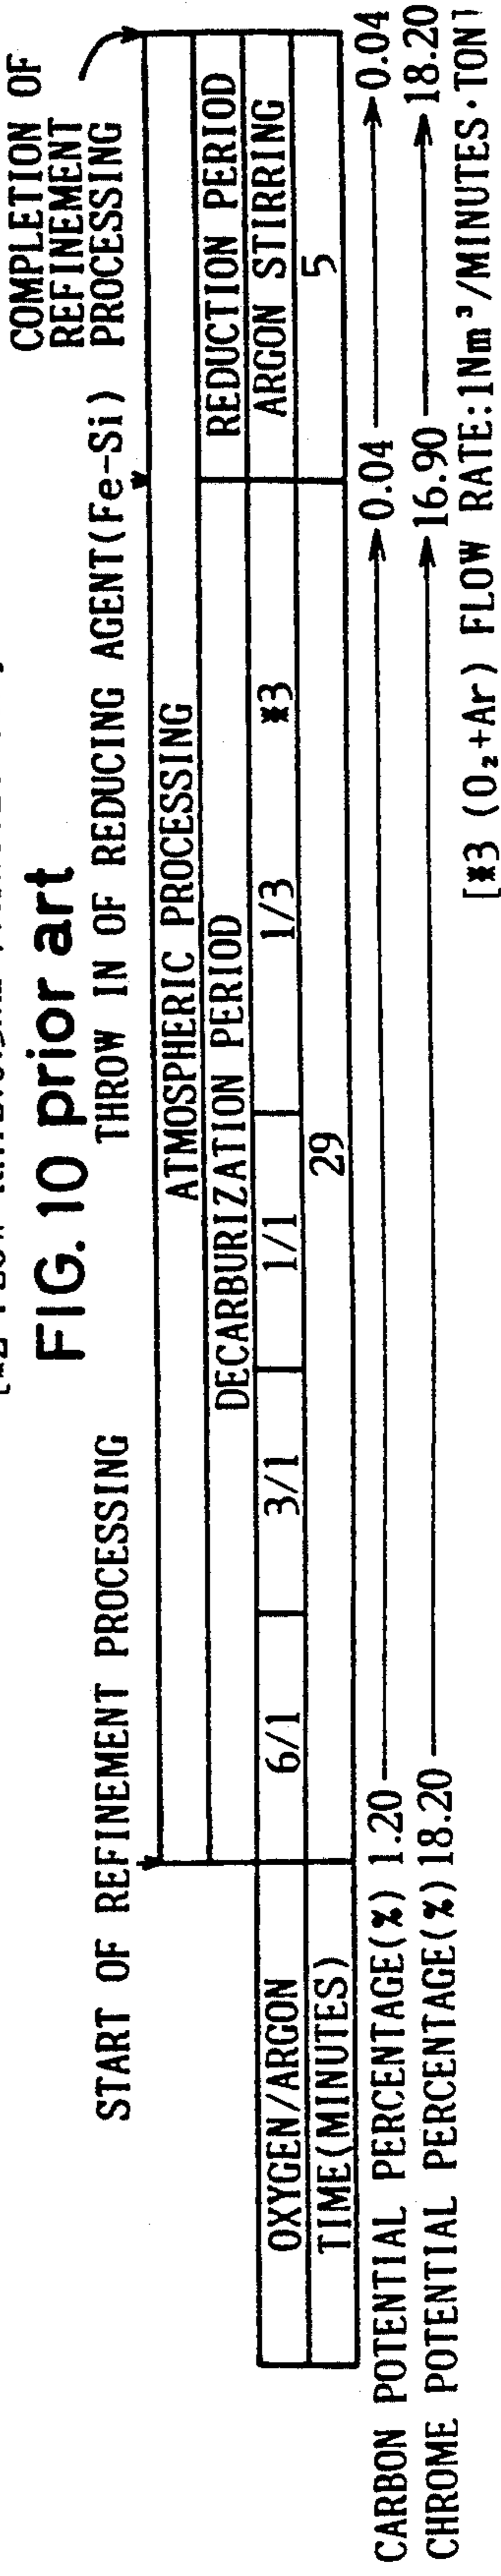 FIG. 10 prior art
START OF REFINEMENT PROCESSING
THROW IN OF REDUCING AGENT(Fe-Si)
COMPLETION OF
REFINEMENT
PROCESSING
ATMOSPHERIC PROCESSING
DECARBURIZATION PERIOD
REDUCTION PERIOD
OXYGEN/ARGON 6/1 3/1 1/1 1/3 *3 ARGON STIRRING
TIME(MINUTES) 29 5
CARBON POTENTIAL PERCENTAGE(%) 1.20 → 0.04 → 0.04
CHROME POTENTIAL PERCENTAGE(%) 18.20 → 16.90 → 18.20
[*3 (O₂+Ar) FLOW RATE:1Nm³/MINUTES·TON]